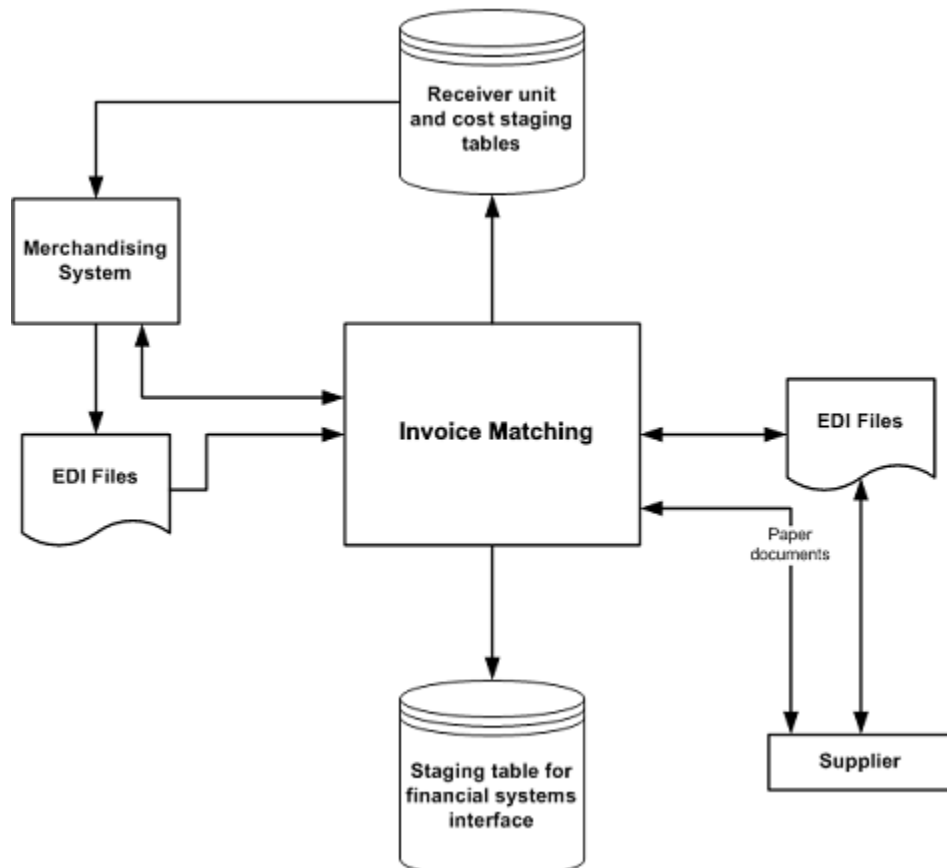 Receiver unit
and cost staging
tables
Merchandising
System
Invoice Matching
EDI Files
EDI Files
Paper
documents
Supplier
Staging table for
financial systems
interface